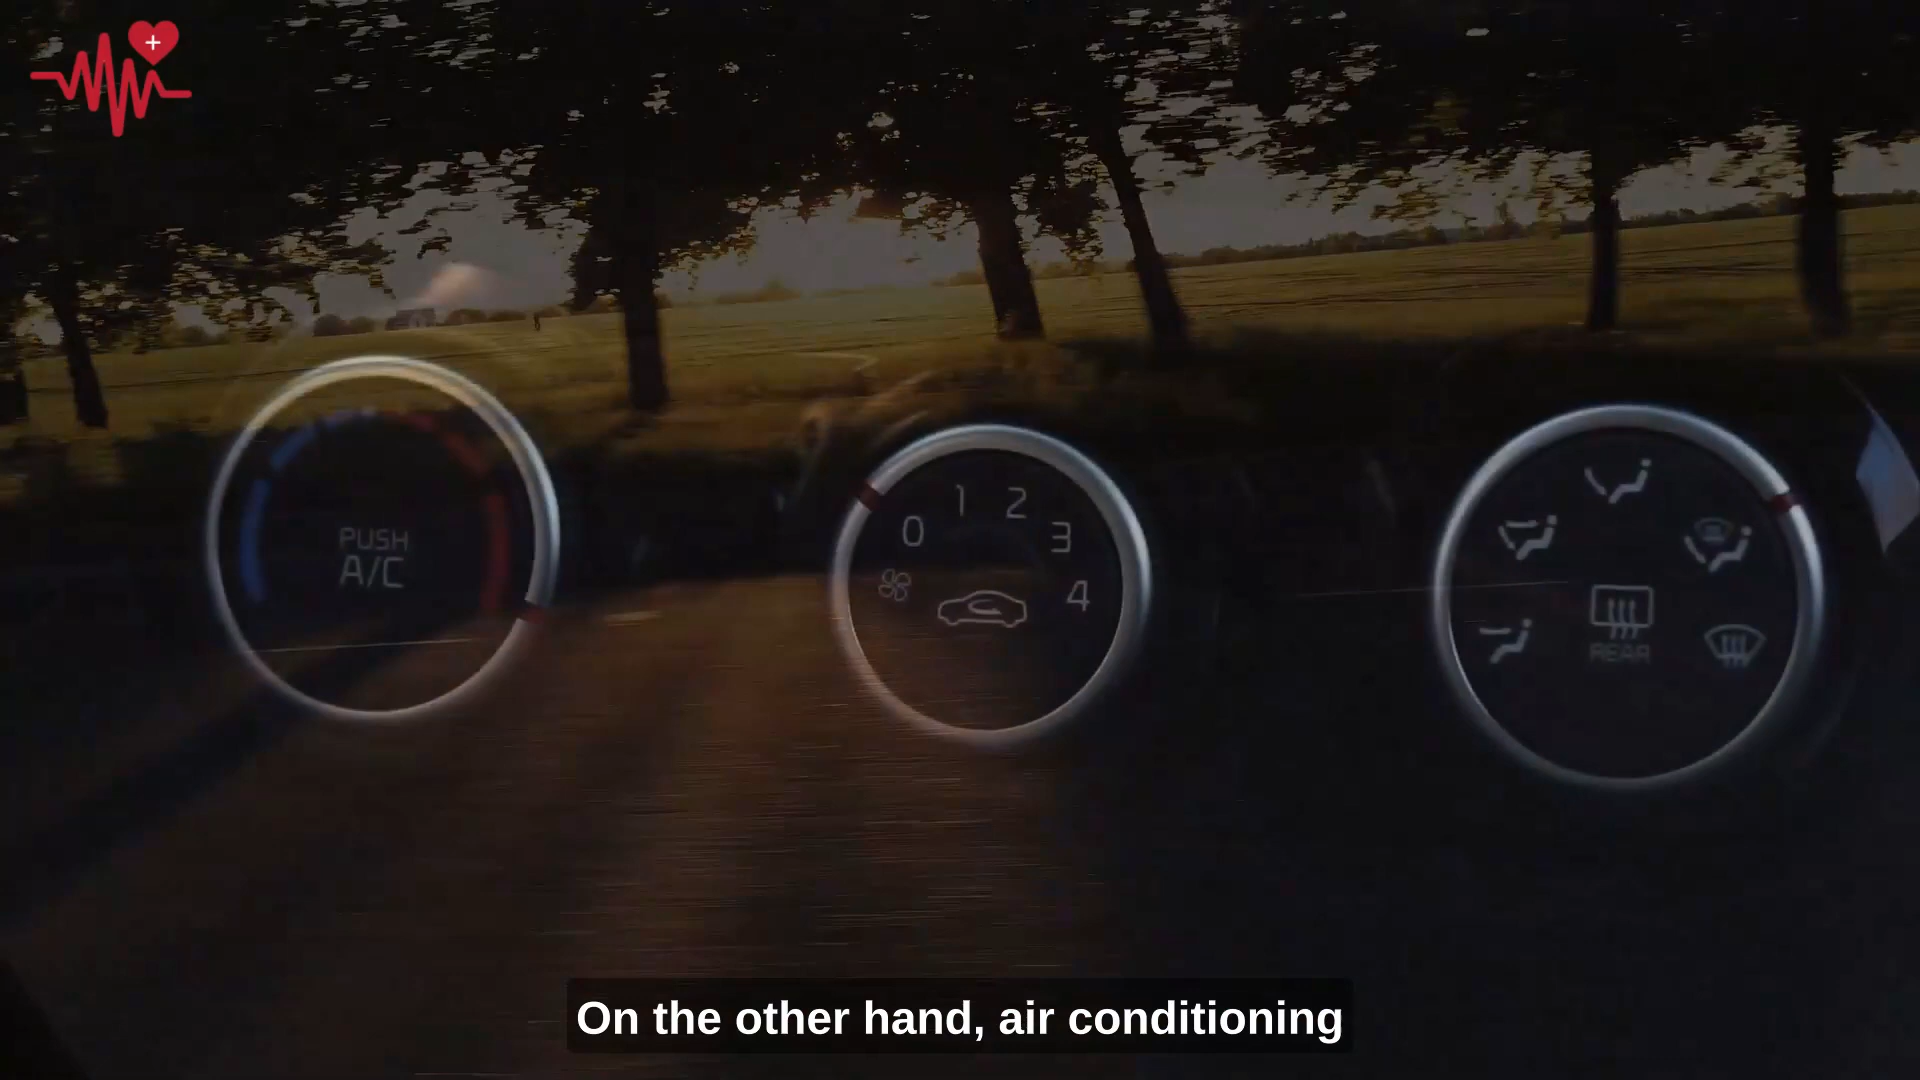 PUSH
A/C
0 1 2 3 4
REAR
On the other hand, air conditioning